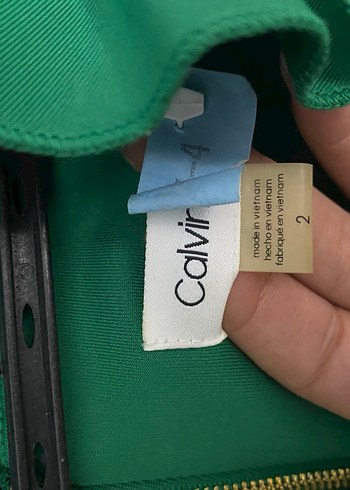 Calvin
made in vietnam
hecho en vietnam
fabriqué en vietnam
2